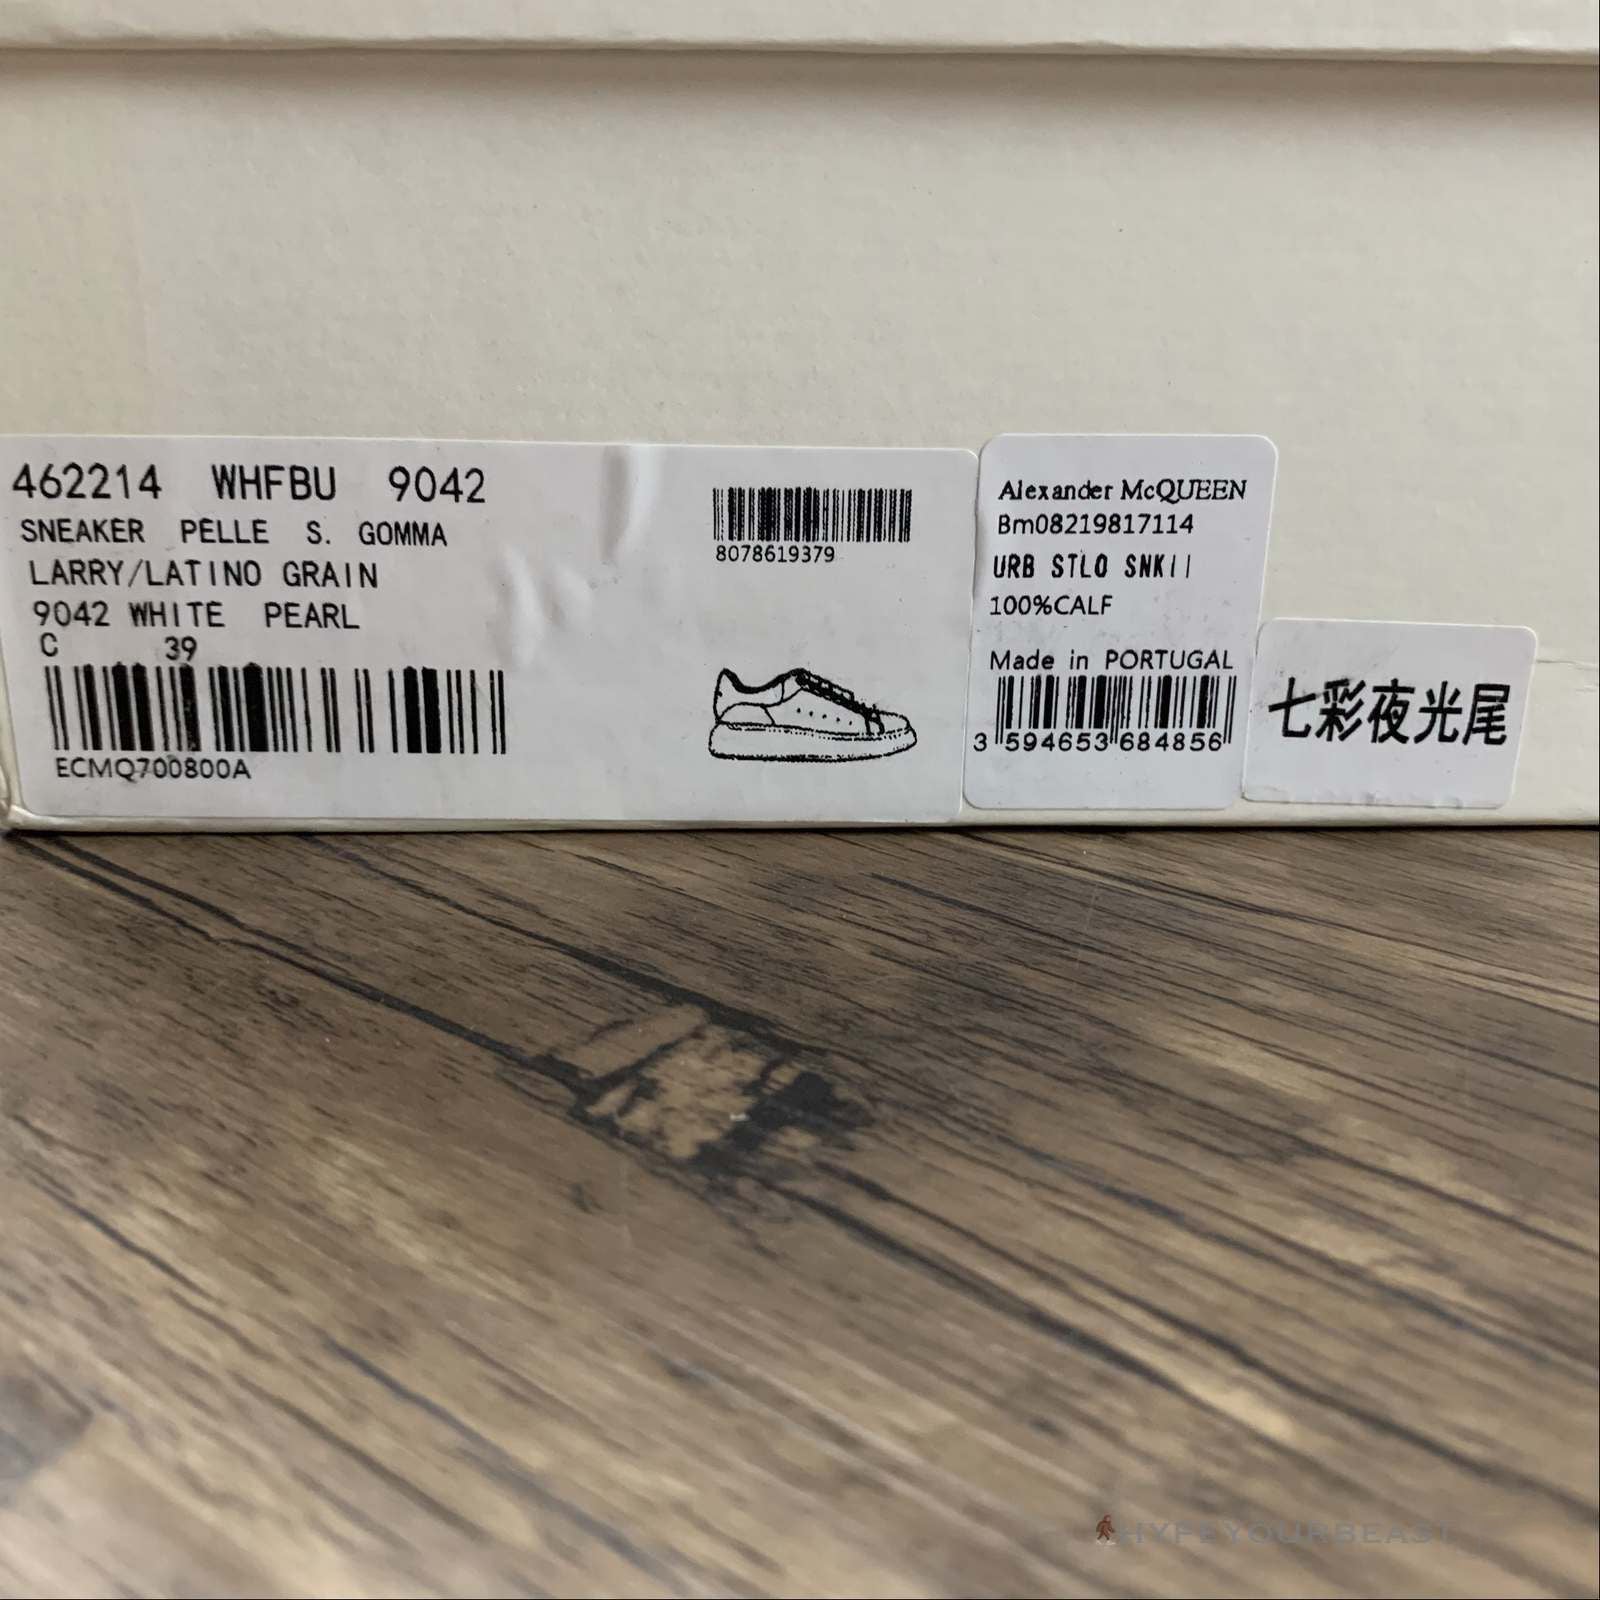 462214 WHFBU 9042
SNEAKER PELLE S. GOMMA
LARRY/LATINO GRAIN
9042 WHITE PEARL
C 39
ECMQ700800A
8078619379
Alexander McQUEEN
Bm08219817114
URB STLO SNKII
100%CALF
Made in PORTUGAL
3 594653 684856
七彩夜光尾
HYPEYOURBEAST